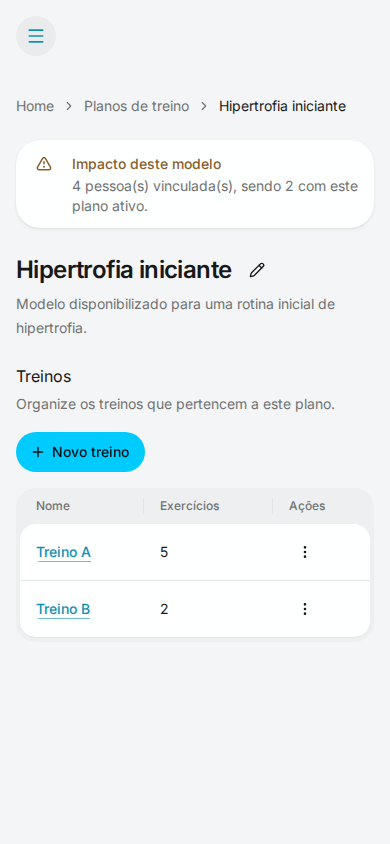 Home > Planos de treino > Hipertrofia iniciante
Impacto deste modelo
4 pessoa(s) vinculada(s), sendo 2 com este
plano ativo.
Hipertrofia iniciante
Modelo disponibilizado para uma rotina inicial de
hipertrofia.
Treinos
Organize os treinos que pertencem a este plano.
+ Novo treino
Nome Exercícios Ações
Treino A 5
Treino B 2